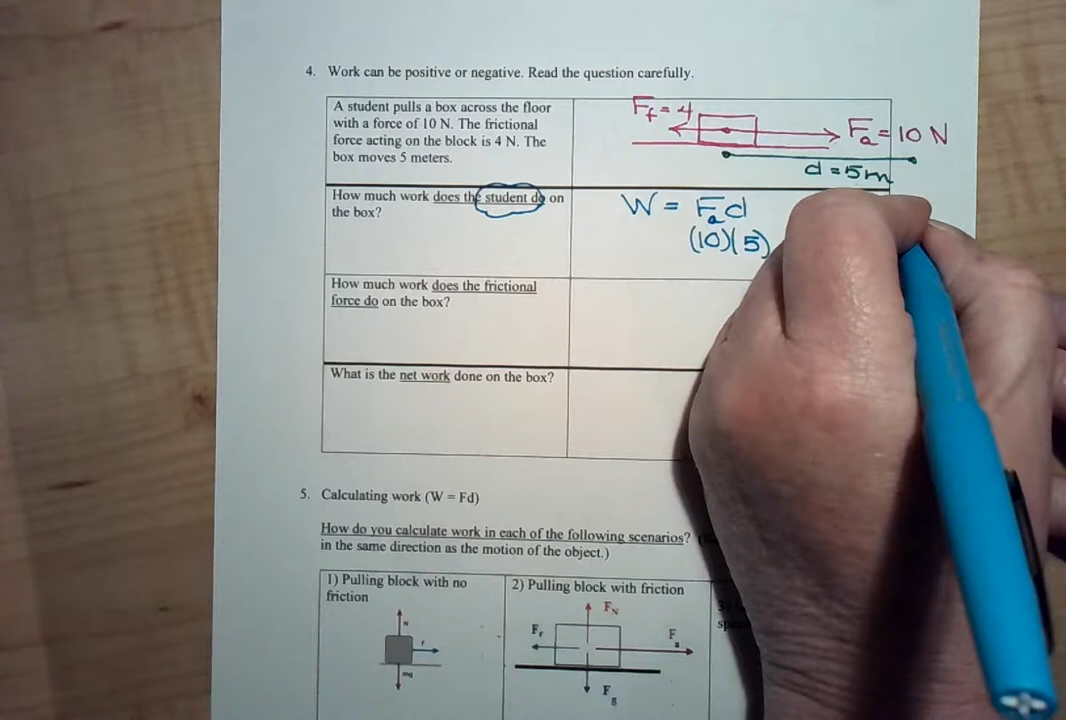 4. Work can be positive or negative. Read the question carefully.
A student pulls a box across the floor
with a force of 10 N. The frictional
force acting on the block is 4 N. The
box moves 5 meters.
Ff = 4
Fa = 10 N
d = 5m
How much work does the student do on
the box?
W = Fad
(10)(5)
How much work does the frictional
force do on the box?
What is the net work done on the box?
5. Calculating work (W = Fd)
How do you calculate work in each of the following scenarios?
in the same direction as the motion of the object.)
1) Pulling block with no
friction
N
F
mg
2) Pulling block with friction
FN
Ff
Fa
Fg